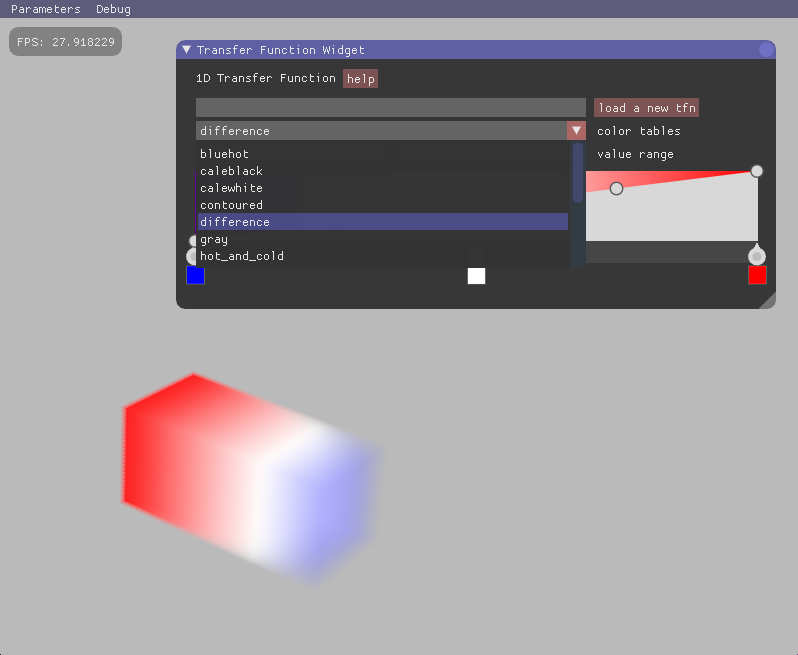 Parameters Debug
FPS: 27.918229
Transfer Function Widget
1D Transfer Function help
load a new tfn
difference color tables
bluehot value range
caleblack
calewhite
contoured
difference
gray
hot_and_cold